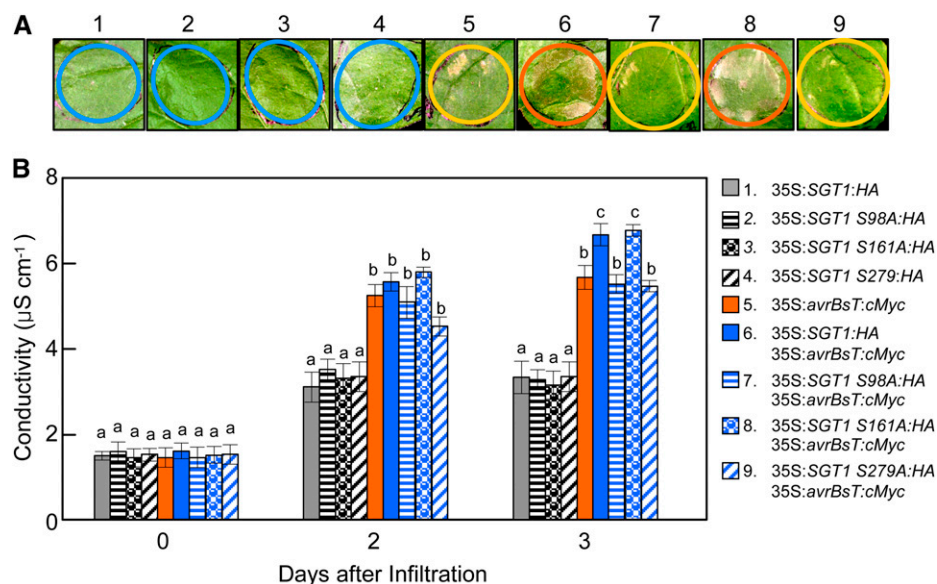 A
1 2 3 4 5 6 7 8 9
B
8
6
4
2
0
Conductivity (µS cm⁻¹)
a a a a a a a a a
a a a a b b b b b
a a a a b c b c b
0 2 3
Days after Infiltration
1. 35S:SGT1:HA
2. 35S:SGT1 S98A:HA
3. 35S:SGT1 S161A:HA
4. 35S:SGT1 S279:HA
5. 35S:avrBsT:cMyc
6. 35S:SGT1:HA
35S:avrBsT:cMyc
7. 35S:SGT1 S98A:HA
35S:avrBsT:cMyc
8. 35S:SGT1 S161A:HA
35S:avrBsT:cMyc
9. 35S:SGT1 S279A:HA
35S:avrBsT:cMyc